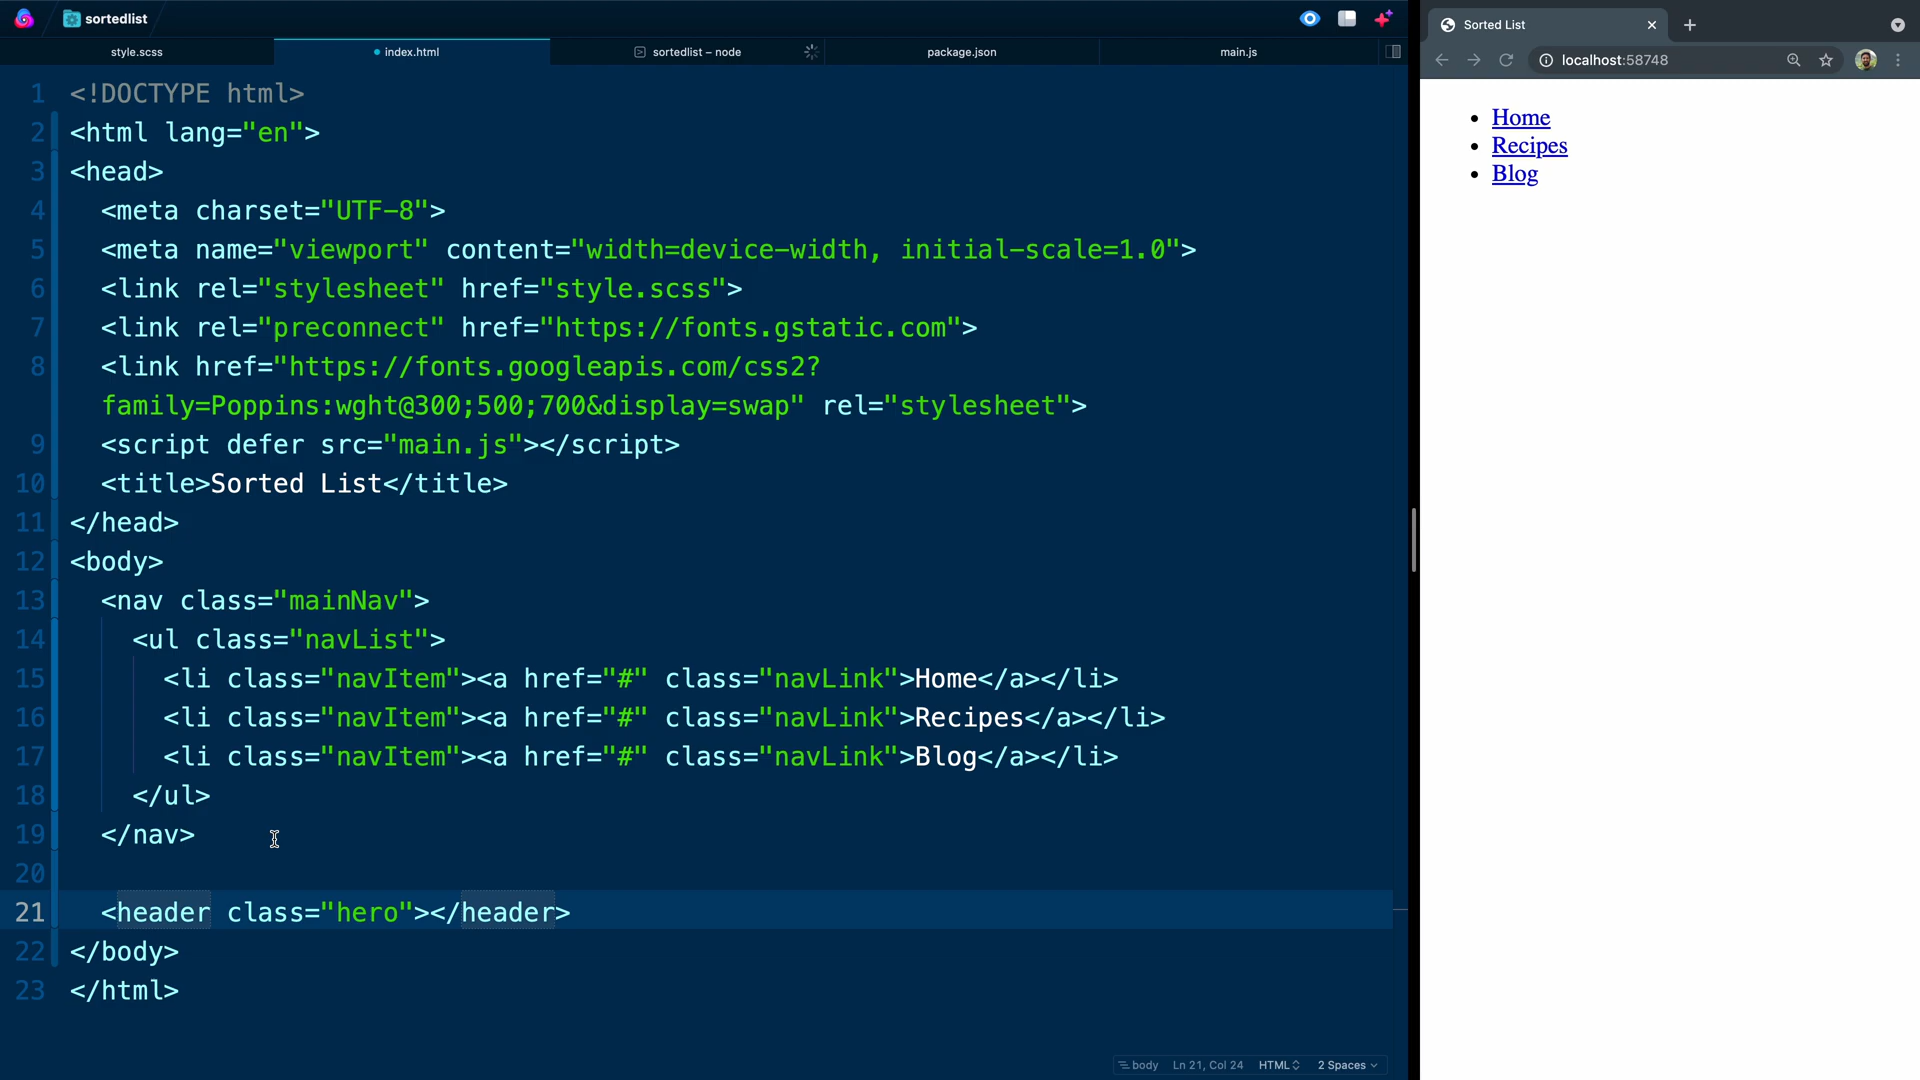 sortedlist
style.scss
index.html
sortedlist – node
package.json
main.js
1 <!DOCTYPE html>
2 <html lang="en">
3 <head>
4 <meta charset="UTF-8">
5 <meta name="viewport" content="width=device-width, initial-scale=1.0">
6 <link rel="stylesheet" href="style.scss">
7 <link rel="preconnect" href="https://fonts.gstatic.com">
8 <link href="https://fonts.googleapis.com/css2?
family=Poppins:wght@300;500;700&display=swap" rel="stylesheet">
9 <script defer src="main.js"></script>
10 <title>Sorted List</title>
11 </head>
12 <body>
13 <nav class="mainNav">
14 <ul class="navList">
15 <li class="navItem"><a href="#" class="navLink">Home</a></li>
16 <li class="navItem"><a href="#" class="navLink">Recipes</a></li>
17 <li class="navItem"><a href="#" class="navLink">Blog</a></li>
18 </ul>
19 </nav>
20
21 <header class="hero"></header>
22 </body>
23 </html>
body Ln 21, Col 24 HTML 2 Spaces
Sorted List
localhost:58748
Home
Recipes
Blog